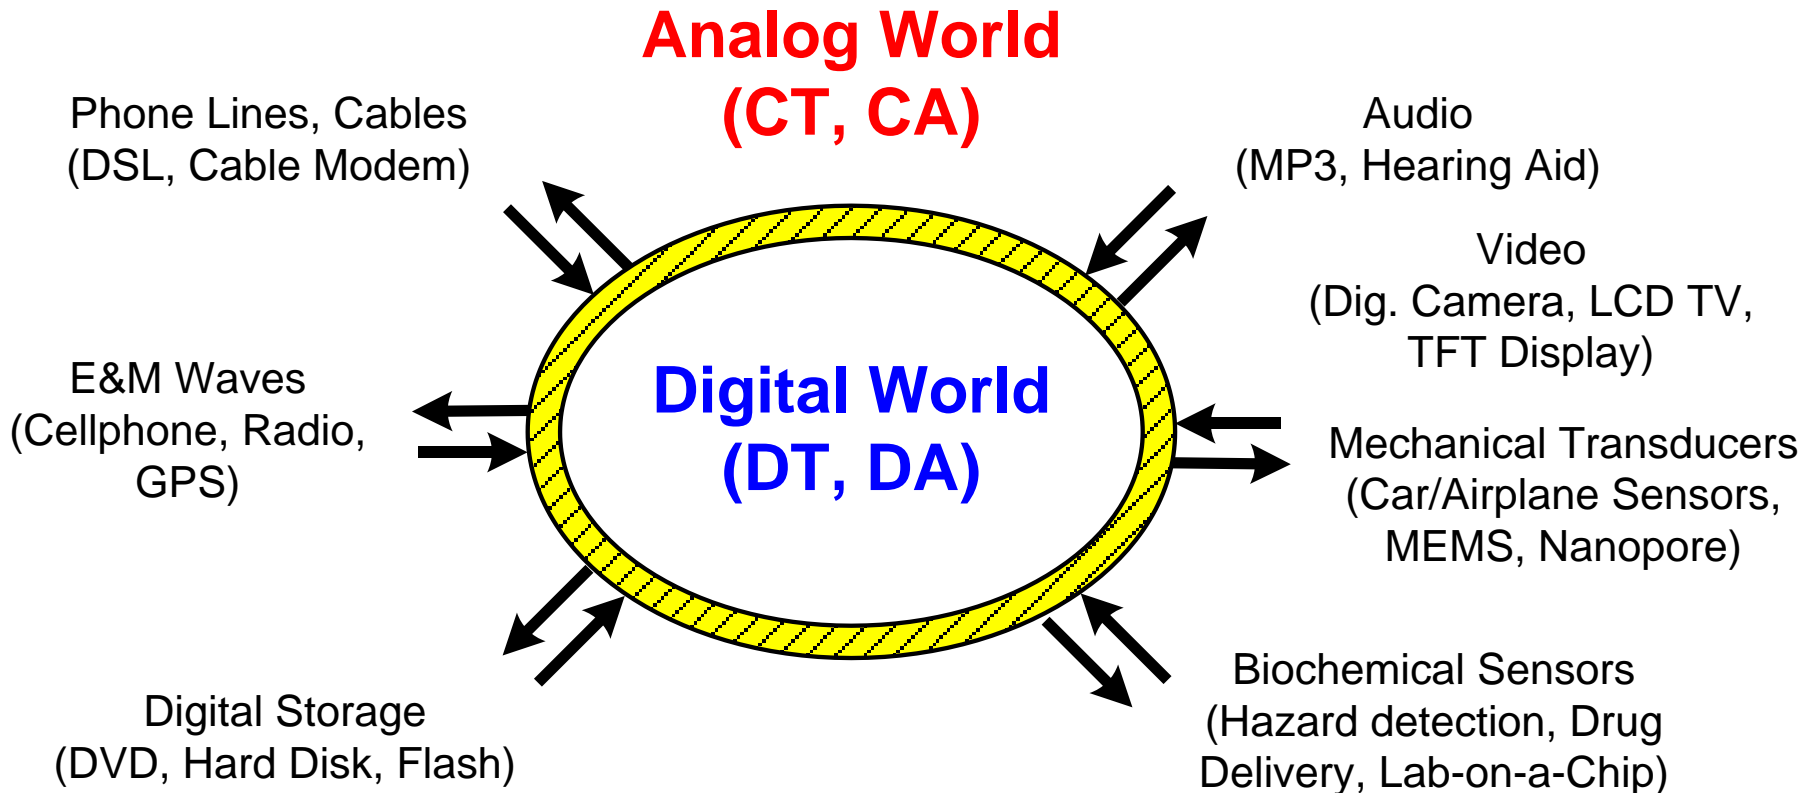 Analog World
(CT, CA)
Phone Lines, Cables
(DSL, Cable Modem)
Audio
(MP3, Hearing Aid)
Video
(Dig. Camera, LCD TV,
TFT Display)
E&M Waves
(Cellphone, Radio,
GPS)
Digital World
(DT, DA)
Mechanical Transducers
(Car/Airplane Sensors,
MEMS, Nanopore)
Digital Storage
(DVD, Hard Disk, Flash)
Biochemical Sensors
(Hazard detection, Drug
Delivery, Lab-on-a-Chip)